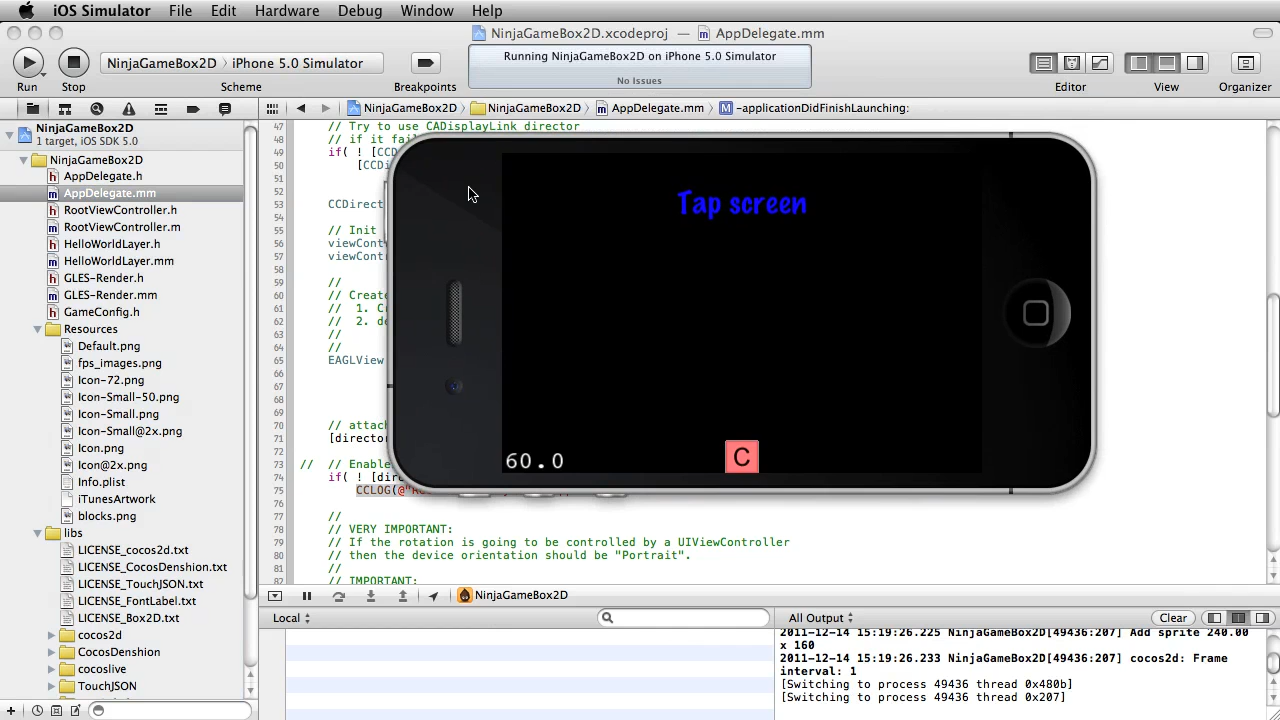 iOS Simulator File Edit Hardware Debug Window Help
NinjaGameBox2D.xcodeproj — AppDelegate.mm
NinjaGameBox2D › iPhone 5.0 Simulator
Running NinjaGameBox2D on iPhone 5.0 Simulator
No Issues
Run Stop Scheme Breakpoints Editor View Organizer
NinjaGameBox2D › NinjaGameBox2D › AppDelegate.mm › M -applicationDidFinishLaunching:
NinjaGameBox2D
1 target, iOS SDK 5.0
NinjaGameBox2D
h AppDelegate.h
m AppDelegate.mm
h RootViewController.h
m RootViewController.m
h HelloWorldLayer.h
m HelloWorldLayer.mm
h GLES-Render.h
m GLES-Render.mm
h GameConfig.h
Resources
Default.png
fps_images.png
Icon-72.png
Icon-Small-50.png
Icon-Small.png
Icon-Small@2x.png
Icon.png
Icon@2x.png
Info.plist
iTunesArtwork
blocks.png
libs
LICENSE_cocos2d.txt
LICENSE_CocosDenshion.txt
LICENSE_TouchJSON.txt
LICENSE_FontLabel.txt
LICENSE_Box2D.txt
cocos2d
CocosDenshion
cocoslive
TouchJSON
47 // Try to use CADisplayLink director
48 // if it fail
49 if( ! [CCD
50 [CCDi
51
52
53 CCDirect
54
55 // Init
56 viewCont
57 viewCont
58
59 //
60 // Create
61 // 1. Cr
62 // 2. de
63 //
64 //
65 EAGLView
66
67
68
69
70 // attach
71 [director
72
73 // // Enable
74 if( ! [dir
75 CCLOG(@"R
76
77 //
78 // VERY IMPORTANT:
79 // If the rotation is going to be controlled by a UIViewController
80 // then the device orientation should be "Portrait".
81 //
82 // IMPORTANT:
Tap screen
60.0
C
NinjaGameBox2D
Local
All Output
Clear
2011-12-14 15:19:26.225 NinjaGameBox2D[49436:207] Add sprite 240.00
x 160
2011-12-14 15:19:26.233 NinjaGameBox2D[49436:207] cocos2d: Frame
interval: 1
[Switching to process 49436 thread 0x480b]
[Switching to process 49436 thread 0x207]